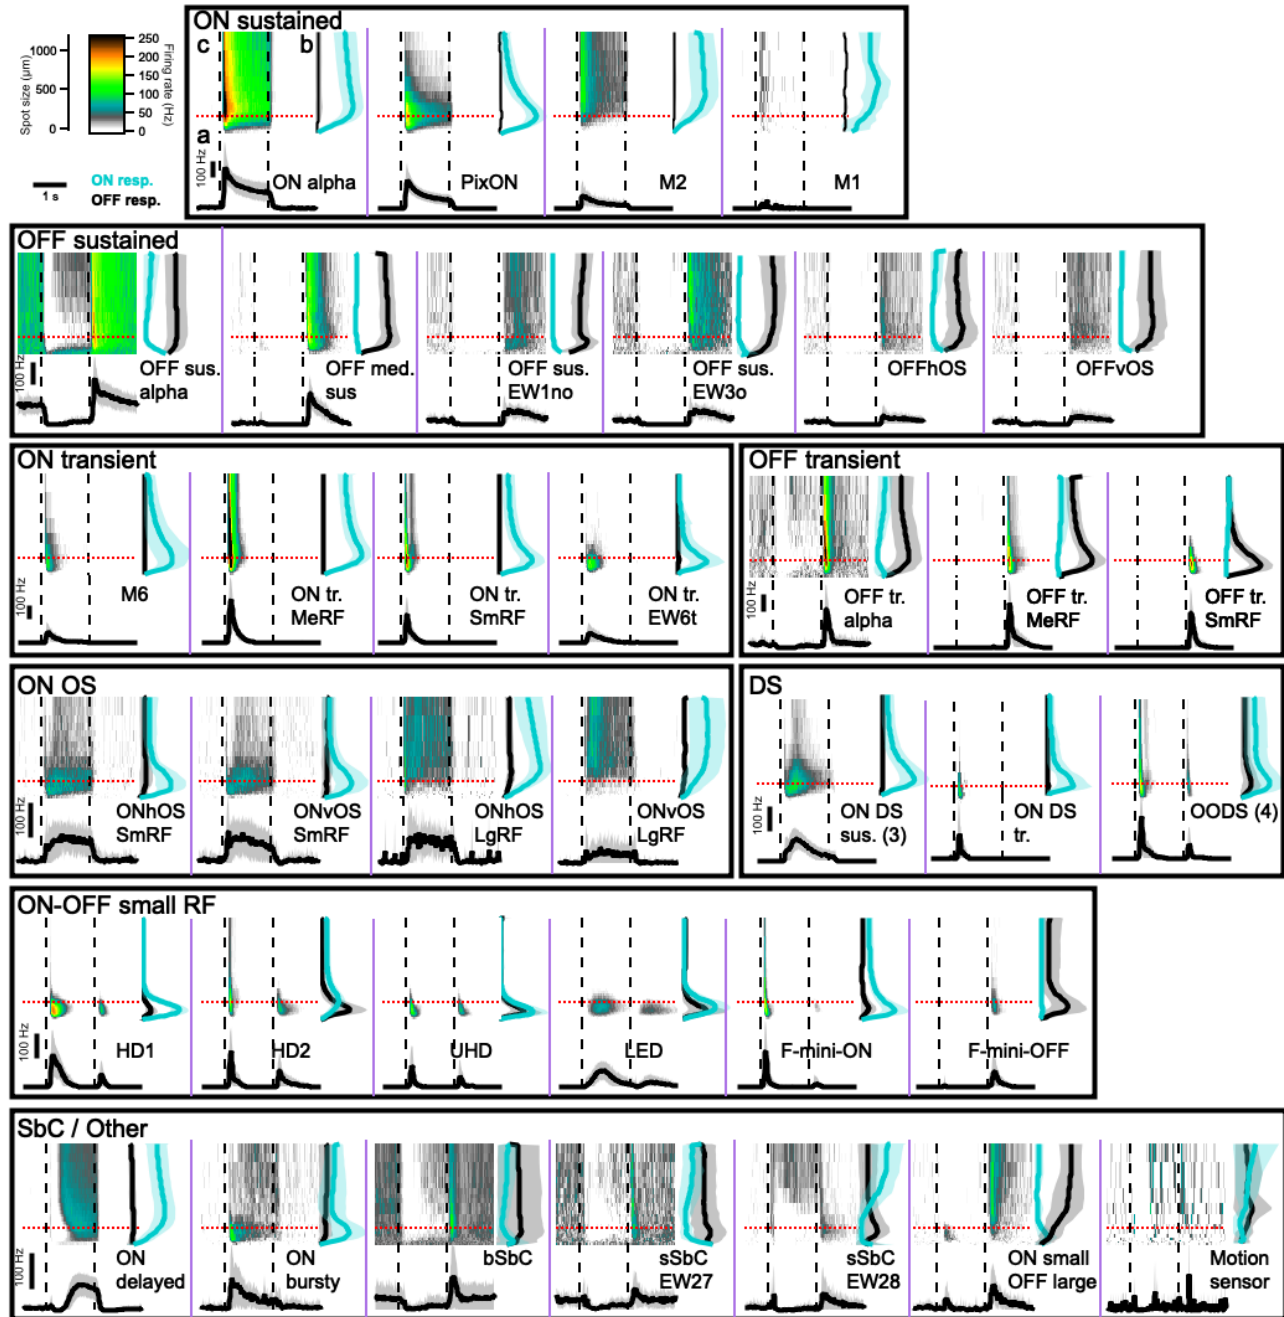 ON sustained
1000
500
0
Spot size (μm)
250
200
150
100
50
0
Firing rate (Hz)
c
b
a
100 Hz
1 s
ON resp.
OFF resp.
ON alpha
PixON
M2
M1
OFF sustained
100 Hz
OFF sus.
alpha
OFF med.
sus
OFF sus.
EW1no
OFF sus.
EW3o
OFFhOS
OFFvOS
ON transient
100 Hz
M6
ON tr.
MeRF
ON tr.
SmRF
ON tr.
EW6t
OFF transient
100 Hz
OFF tr.
alpha
OFF tr.
MeRF
OFF tr.
SmRF
ON OS
100 Hz
ONhOS
SmRF
ONvOS
SmRF
ONhOS
LgRF
ONvOS
LgRF
DS
100 Hz
ON DS
sus. (3)
ON DS
tr.
OODS (4)
ON-OFF small RF
100 Hz
HD1
HD2
UHD
LED
F-mini-ON
F-mini-OFF
SbC / Other
100 Hz
ON
delayed
ON
bursty
bSbC
sSbC
EW27
sSbC
EW28
ON small
OFF large
Motion
sensor